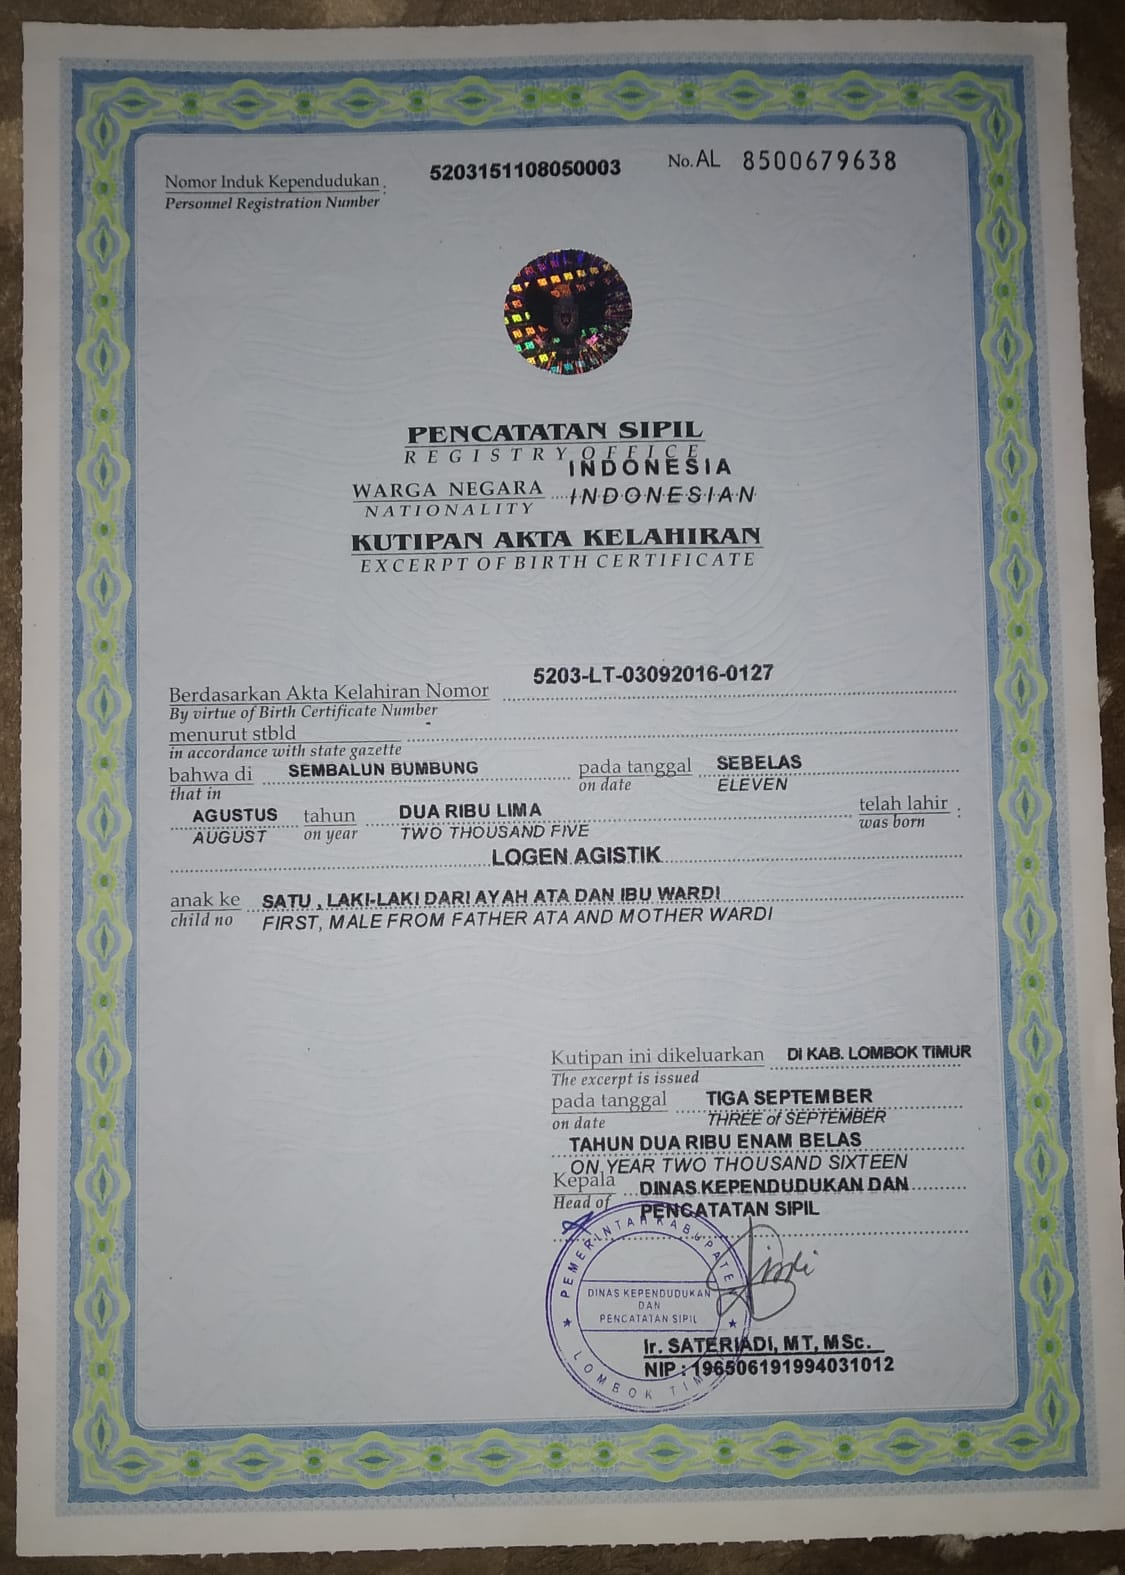 Nomor Induk Kependudukan : 5203151108050003 No. AL 8500679638
Personnel Registration Number
PENCATATAN SIPIL
REGISTRY OFFICE
INDONESIA
WARGA NEGARA
NATIONALITY INDONESIAN
KUTIPAN AKTA KELAHIRAN
EXCERPT OF BIRTH CERTIFICATE
5203-LT-03092016-0127
Berdasarkan Akta Kelahiran Nomor
By virtue of Birth Certificate Number
menurut stbld -
in accordance with state gazette
bahwa di SEMBALUN BUMBUNG pada tanggal SEBELAS
that in on date ELEVEN
AGUSTUS tahun DUA RIBU LIMA telah lahir :
AUGUST on year TWO THOUSAND FIVE was born
LOGEN AGISTIK
anak ke SATU , LAKI-LAKI DARI AYAH ATA DAN IBU WARDI
child no FIRST, MALE FROM FATHER ATA AND MOTHER WARDI
Kutipan ini dikeluarkan DI KAB. LOMBOK TIMUR
The excerpt is issued
pada tanggal TIGA SEPTEMBER
on date THREE of SEPTEMBER
TAHUN DUA RIBU ENAM BELAS
ON YEAR TWO THOUSAND SIXTEEN
Kepala DINAS KEPENDUDUKAN DAN
Head of PENCATATAN SIPIL
PEMERINTAH KABUPATEN
DINAS KEPENDUDUKAN
DAN
PENCATATAN SIPIL
LOMBOK TIM
Ir. SATERIADI, MT, MSc.
NIP : 196506191994031012